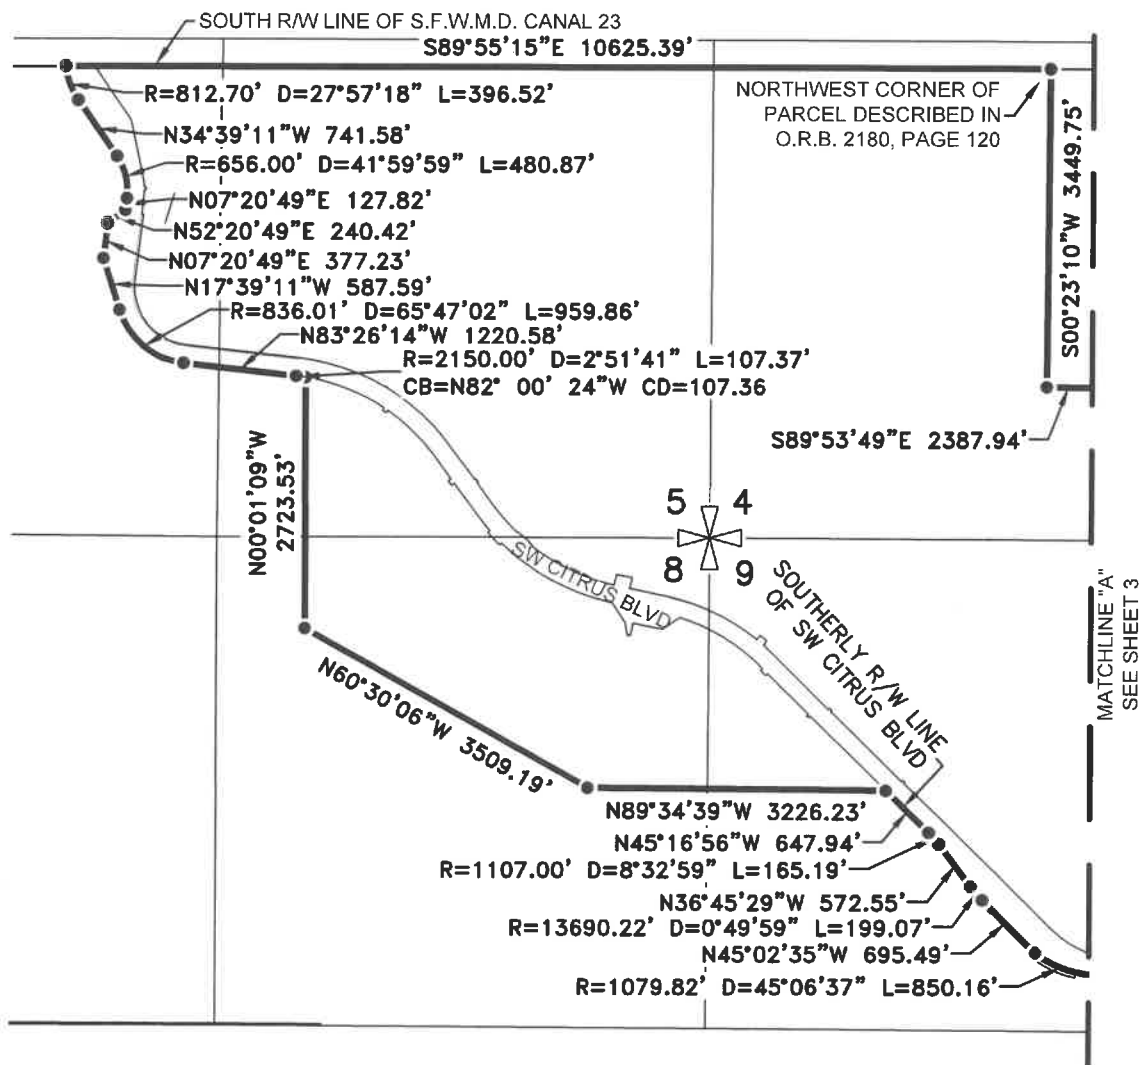 SOUTH R/W LINE OF S.F.W.M.D. CANAL 23
S89°55'15"E 10625.39'
R=812.70' D=27°57'18" L=396.52'
NORTHWEST CORNER OF
PARCEL DESCRIBED IN
O.R.B. 2180, PAGE 120
N34°39'11"W 741.58'
R=656.00' D=41°59'59" L=480.87'
N07°20'49"E 127.82'
N52°20'49"E 240.42'
N07°20'49"E 377.23'
N17°39'11"W 587.59'
R=836.01' D=65°47'02" L=959.86'
N83°26'14"W 1220.58'
R=2150.00' D=2°51'41" L=107.37'
CB=N82° 00' 24"W CD=107.36
S00°23'10"W 3449.75'
S89°53'49"E 2387.94'
N00°01'09"W
2723.53'
5 4
8 9
SW CITRUS BLVD
SOUTHERLY R/W LINE
OF SW CITRUS BLVD
MATCHLINE "A"
SEE SHEET 3
N60°30'06"W 3509.19'
N89°34'39"W 3226.23'
N45°16'56"W 647.94'
R=1107.00' D=8°32'59" L=165.19'
N36°45'29"W 572.55'
R=13690.22' D=0°49'59" L=199.07'
N45°02'35"W 695.49'
R=1079.82' D=45°06'37" L=850.16'